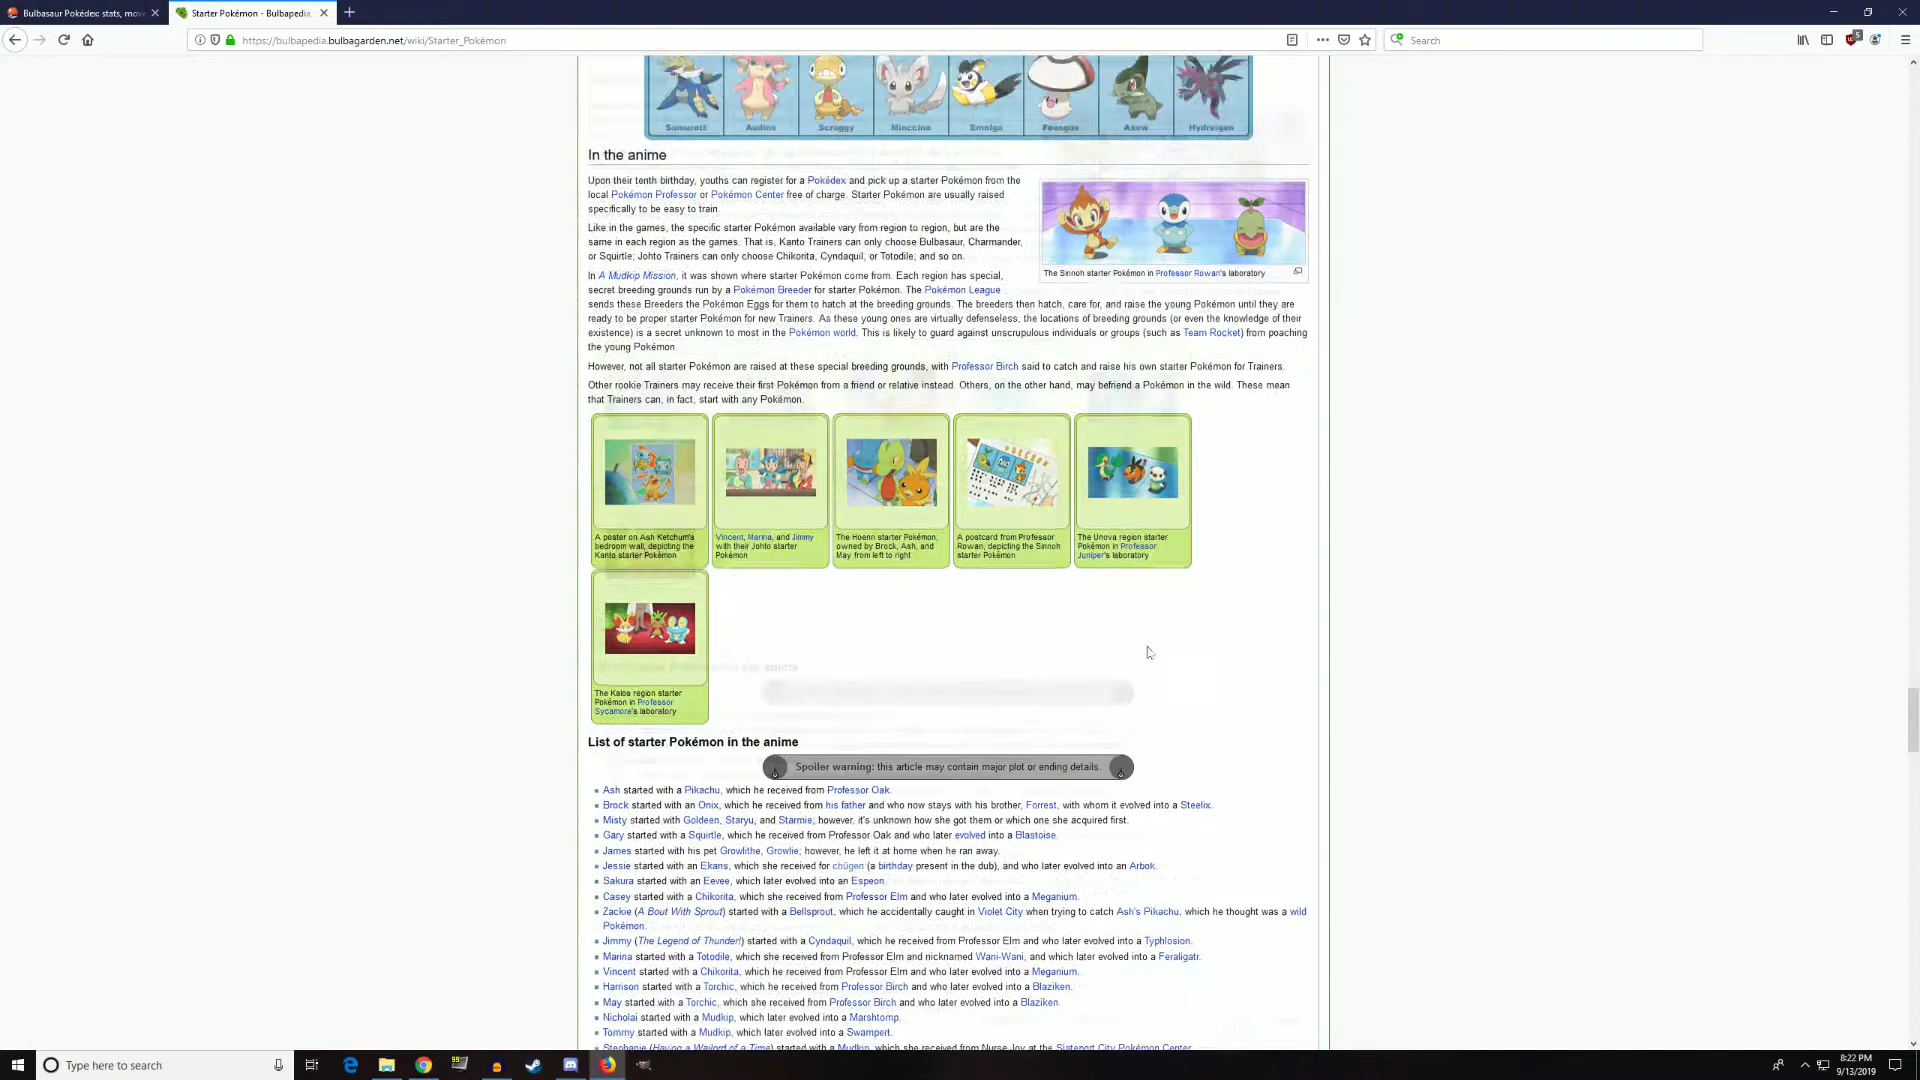 Bulbasaur Pokédex: stats, mov
Starter Pokémon - Bulbapedia,
https://bulbapedia.bulbagarden.net/wiki/Starter_Pokémon
Search
5
Samurott Audino Scraggy Minccino Emolga Foongus Axew Hydreigon
In the anime
Upon their tenth birthday, youths can register for a Pokédex and pick up a starter Pokémon from the
local Pokémon Professor or Pokémon Center free of charge. Starter Pokémon are usually raised
specifically to be easy to train.
Like in the games, the specific starter Pokémon available vary from region to region, but are the
same in each region as the games. That is, Kanto Trainers can only choose Bulbasaur, Charmander,
or Squirtle; Johto Trainers can only choose Chikorita, Cyndaquil, or Totodile; and so on.
The Sinnoh starter Pokémon in Professor Rowan's laboratory
In A Mudkip Mission, it was shown where starter Pokémon come from. Each region has special,
secret breeding grounds run by a Pokémon Breeder for starter Pokémon. The Pokémon League
sends these Breeders the Pokémon Eggs for them to hatch at the breeding grounds. The breeders then hatch, care for, and raise the young Pokémon until they are
ready to be proper starter Pokémon for new Trainers. As these young ones are virtually defenseless, the locations of breeding grounds (or even the knowledge of their
existence) is a secret unknown to most in the Pokémon world. This is likely to guard against unscrupulous individuals or groups (such as Team Rocket) from poaching
the young Pokémon.
However, not all starter Pokémon are raised at these special breeding grounds, with Professor Birch said to catch and raise his own starter Pokémon for Trainers.
Other rookie Trainers may receive their first Pokémon from a friend or relative instead. Others, on the other hand, may befriend a Pokémon in the wild. These mean
that Trainers can, in fact, start with any Pokémon.
A poster on Ash Ketchum's
bedroom wall, depicting the
Kanto starter Pokémon
Vincent, Marina, and Jimmy
with their Johto starter
Pokémon
The Hoenn starter Pokémon,
owned by Brock, Ash, and
May from left to right
A postcard from Professor
Rowan, depicting the Sinnoh
starter Pokémon
The Unova region starter
Pokémon in Professor
Juniper's laboratory
The Kalos region starter
Pokémon in Professor
Sycamore's laboratory
List of starter Pokémon in the anime
Spoiler warning: this article may contain major plot or ending details.
Ash started with a Pikachu, which he received from Professor Oak.
Brock started with an Onix, which he received from his father and who now stays with his brother, Forrest, with whom it evolved into a Steelix.
Misty started with Goldeen, Staryu, and Starmie; however, it's unknown how she got them or which one she acquired first.
Gary started with a Squirtle, which he received from Professor Oak and who later evolved into a Blastoise.
James started with his pet Growlithe, Growlie; however, he left it at home when he ran away.
Jessie started with an Ekans, which she received for chūgen (a birthday present in the dub), and who later evolved into an Arbok.
Sakura started with an Eevee, which later evolved into an Espeon.
Casey started with a Chikorita, which she received from Professor Elm and who later evolved into a Meganium.
Zackie (A Bout With Sprout) started with a Bellsprout, which he accidentally caught in Violet City when trying to catch Ash's Pikachu, which he thought was a wild
Pokémon.
Jimmy (The Legend of Thunder!) started with a Cyndaquil, which he received from Professor Elm and who later evolved into a Typhlosion.
Marina started with a Totodile, which she received from Professor Elm and nicknamed Wani-Wani, and which later evolved into a Feraligatr.
Vincent started with a Chikorita, which he received from Professor Elm and who later evolved into a Meganium.
Harrison started with a Torchic, which he received from Professor Birch and who later evolved into a Blaziken.
May started with a Torchic, which she received from Professor Birch and who later evolved into a Blaziken.
Nicholai started with a Mudkip, which later evolved into a Marshtomp.
Tommy started with a Mudkip, which later evolved into a Swampert.
Stephanie (Having a Wailord of a Time) started with a Mudkip, which she received from Nurse Joy at the Slateport City Pokémon Center.
Type here to search
8:22 PM
9/13/2019